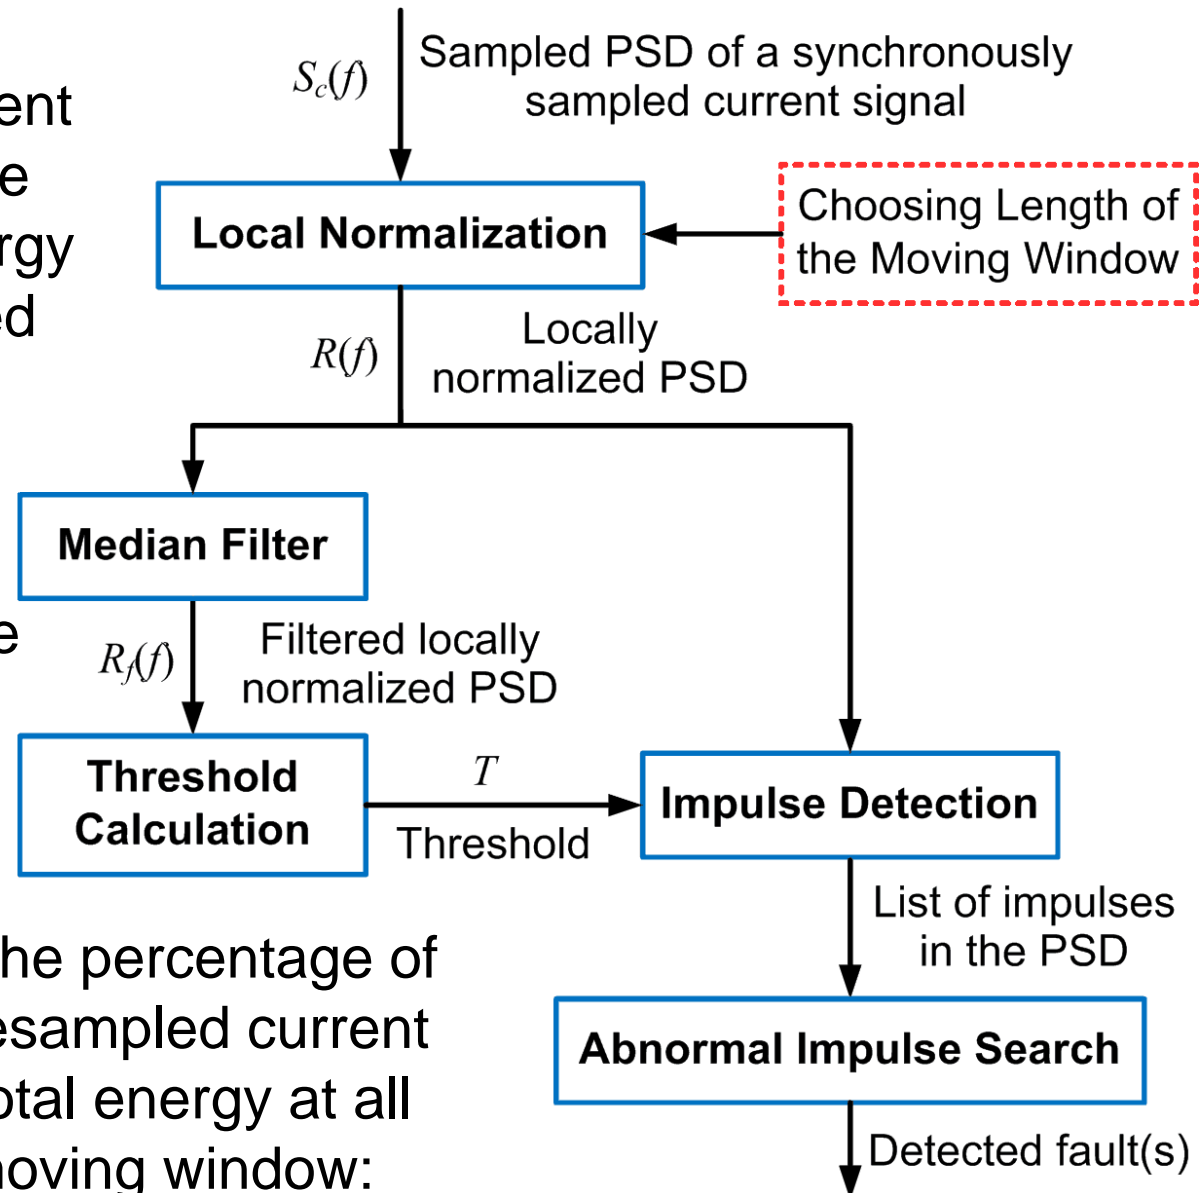 Sampled PSD of a synchronously
sampled current signal
Sc(f)
ent
e
rgy
ed
Local Normalization
Choosing Length of
the Moving Window
R(f)
Locally
normalized PSD
Median Filter
e
Rf(f)
Filtered locally
normalized PSD
Threshold
Calculation
T
Threshold
Impulse Detection
List of impulses
in the PSD
he percentage of
esampled current
otal energy at all
moving window:
Abnormal Impulse Search
Detected fault(s)